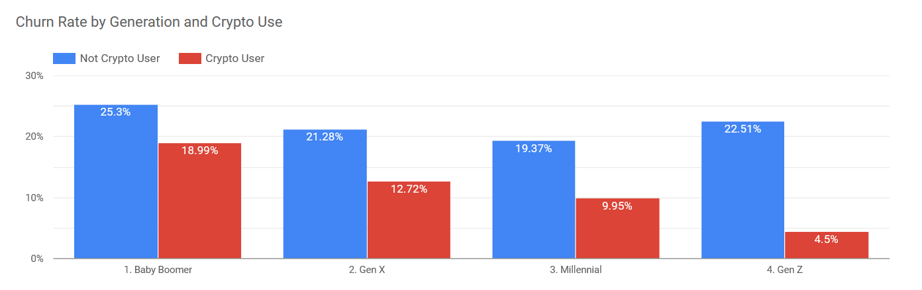 Churn Rate by Generation and Crypto Use
Not Crypto User Crypto User
30%
20%
10%
0%
25.3% 18.99% 21.28% 12.72% 19.37% 9.95% 22.51% 4.5%
1. Baby Boomer 2. Gen X 3. Millennial 4. Gen Z